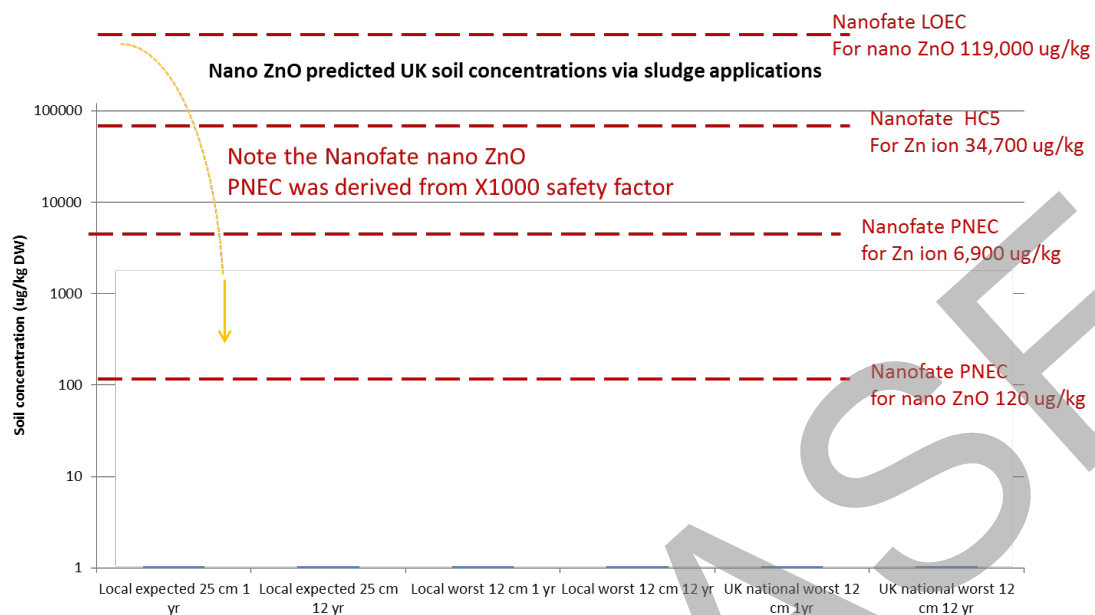 Nanofate LOEC
For nano ZnO 119,000 ug/kg
Nano ZnO predicted UK soil concentrations via sludge applications
100000
Nanofate HC5
For Zn ion 34,700 ug/kg
Note the Nanofate nano ZnO
PNEC was derived from X1000 safety factor
10000
Nanofate PNEC
for Zn ion 6,900 ug/kg
1000
Nanofate PNEC
for nano ZnO 120 ug/kg
100
10
1
Soil concentration (ug/kg DW)
Local expected 25 cm 1
yr
Local expected 25 cm
12 yr
Local worst 12 cm 1 yr
Local worst 12 cm 12 yr
UK national worst 12
cm 1yr
UK national worst 12
cm 12 yr